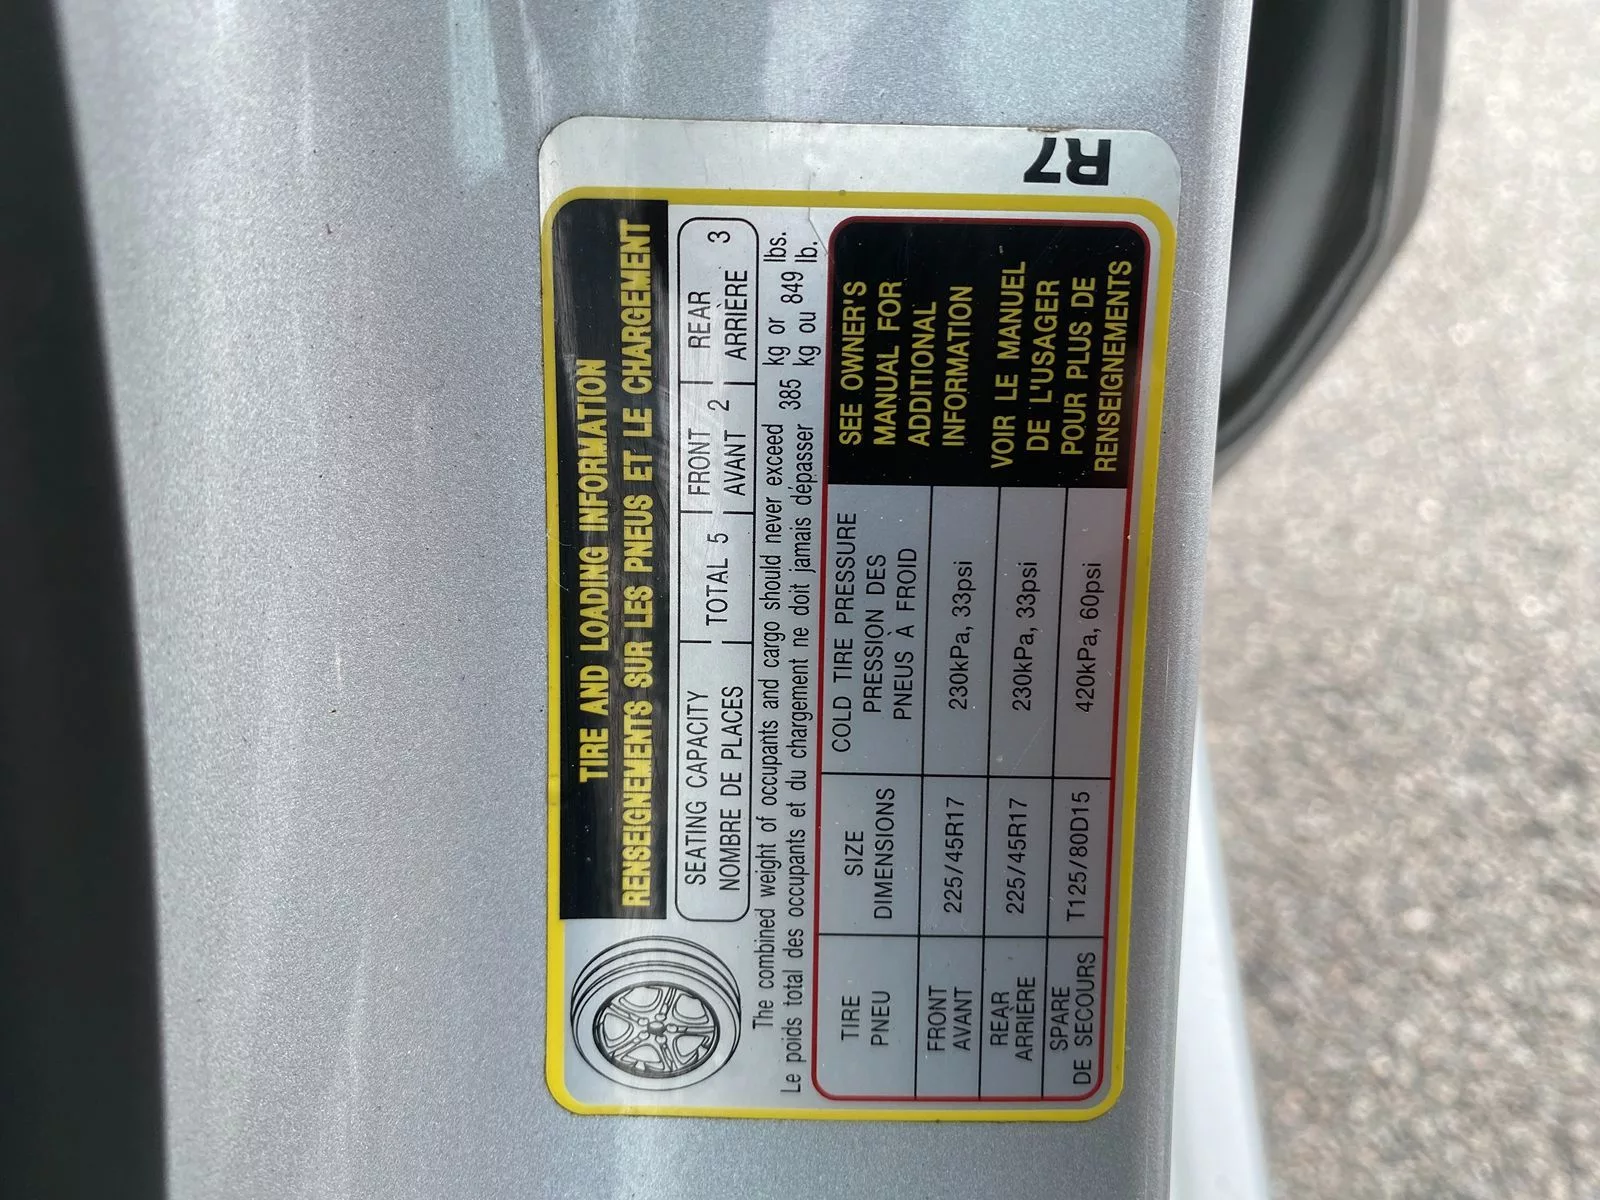 R7
TIRE AND LOADING INFORMATION
RENSEIGNEMENTS SUR LES PNEUS ET LE CHARGEMENT
SEATING CAPACITY
NOMBRE DE PLACES
TOTAL 5
FRONT
AVANT 2
REAR
ARRIÈRE 3
The combined weight of occupants and cargo should never exceed 385 kg or 849 lbs.
Le poids total des occupants et du chargement ne doit jamais dépasser kg ou lb.
TIRE
PNEU
SIZE
DIMENSIONS
COLD TIRE PRESSURE
PRESSION DES
PNEUS À FROID
FRONT
AVANT
225/45R17
230kPa, 33psi
REAR
ARRIÈRE
225/45R17
230kPa, 33psi
SPARE
DE SECOURS
T125/80D15
420kPa, 60psi
SEE OWNER'S
MANUAL FOR
ADDITIONAL
INFORMATION
VOIR LE MANUEL
DE L'USAGER
POUR PLUS DE
RENSEIGNEMENTS